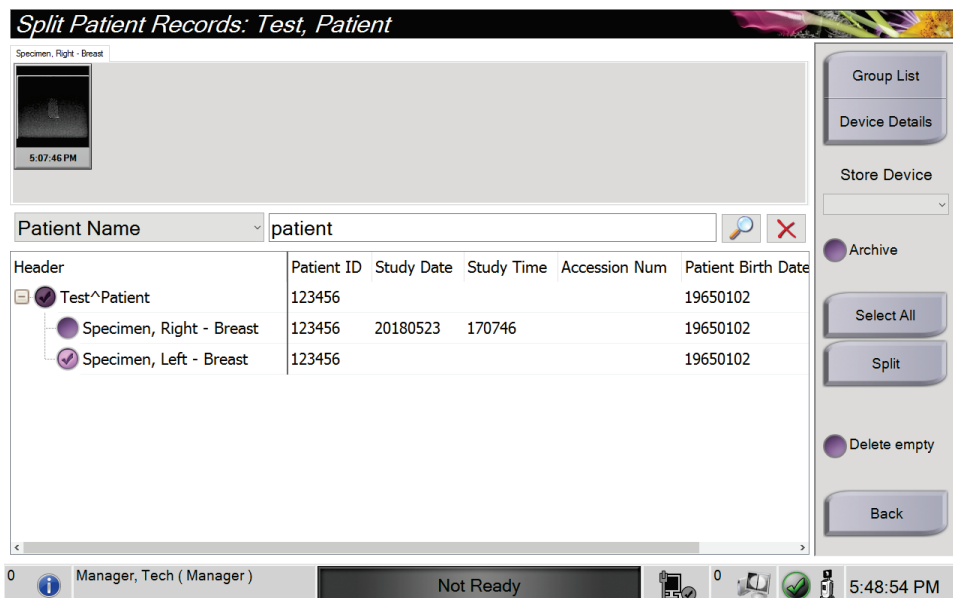 Split Patient Records: Test, Patient
Specimen, Right - Breast
5:07:46 PM
Group List
Device Details
Store Device
Archive
Select All
Split
Delete empty
Back
Patient Name patient
Header Patient ID Study Date Study Time Accession Num Patient Birth Date
Test^Patient 123456 19650102
Specimen, Right - Breast 123456 20180523 170746 19650102
Specimen, Left - Breast 123456 19650102
0 Manager, Tech ( Manager ) Not Ready 0 5:48:54 PM